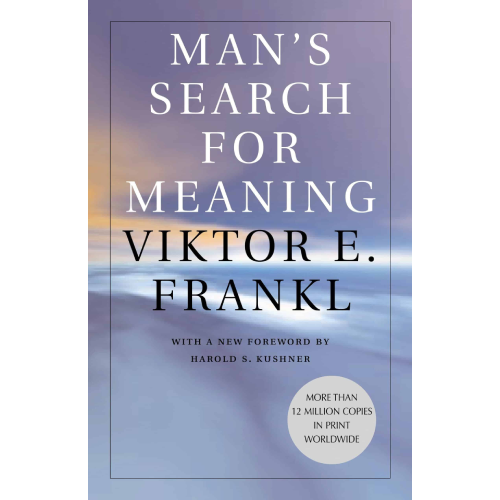 MAN'S
SEARCH
FOR
MEANING
VIKTOR E.
FRANKL
WITH A NEW FOREWORD BY
HAROLD S. KUSHNER
MORE THAN
12 MILLION COPIES
IN PRINT
WORLDWIDE